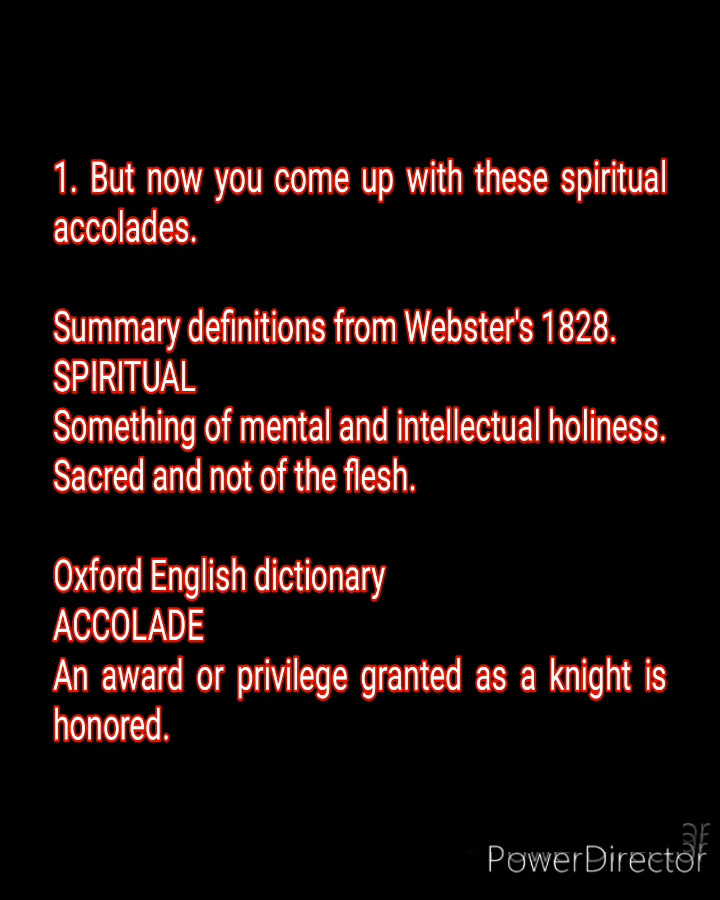 1. But now you come up with these spiritual
accolades.
Summary definitions from Webster's 1828.
SPIRITUAL
Something of mental and intellectual holiness.
Sacred and not of the flesh.
Oxford English dictionary
ACCOLADE
An award or privilege granted as a knight is
honored.
PowerDirector